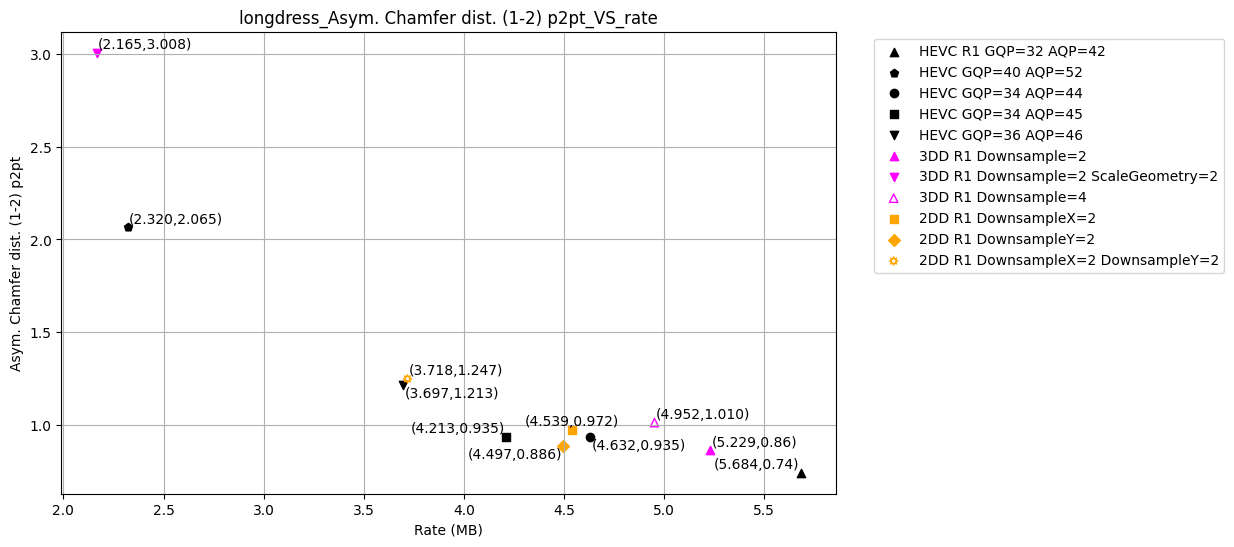 longdress_Asym. Chamfer dist. (1-2) p2pt_VS_rate
Asym. Chamfer dist. (1-2) p2pt
3.0
2.5
2.0
1.5
1.0
(2.165,3.008)
(2.320,2.065)
(3.718,1.247)
(3.697,1.213)
(4.952,1.010)
(4.539,0.972)
(4.213,0.935)
(4.632,0.935)
(5.229,0.86)
(4.497,0.886)
(5.684,0.74)
2.0
2.5
3.0
3.5
4.0
4.5
5.0
5.5
Rate (MB)
HEVC R1 GQP=32 AQP=42
HEVC GQP=40 AQP=52
HEVC GQP=34 AQP=44
HEVC GQP=34 AQP=45
HEVC GQP=36 AQP=46
3DD R1 Downsample=2
3DD R1 Downsample=2 ScaleGeometry=2
3DD R1 Downsample=4
2DD R1 DownsampleX=2
2DD R1 DownsampleY=2
2DD R1 DownsampleX=2 DownsampleY=2